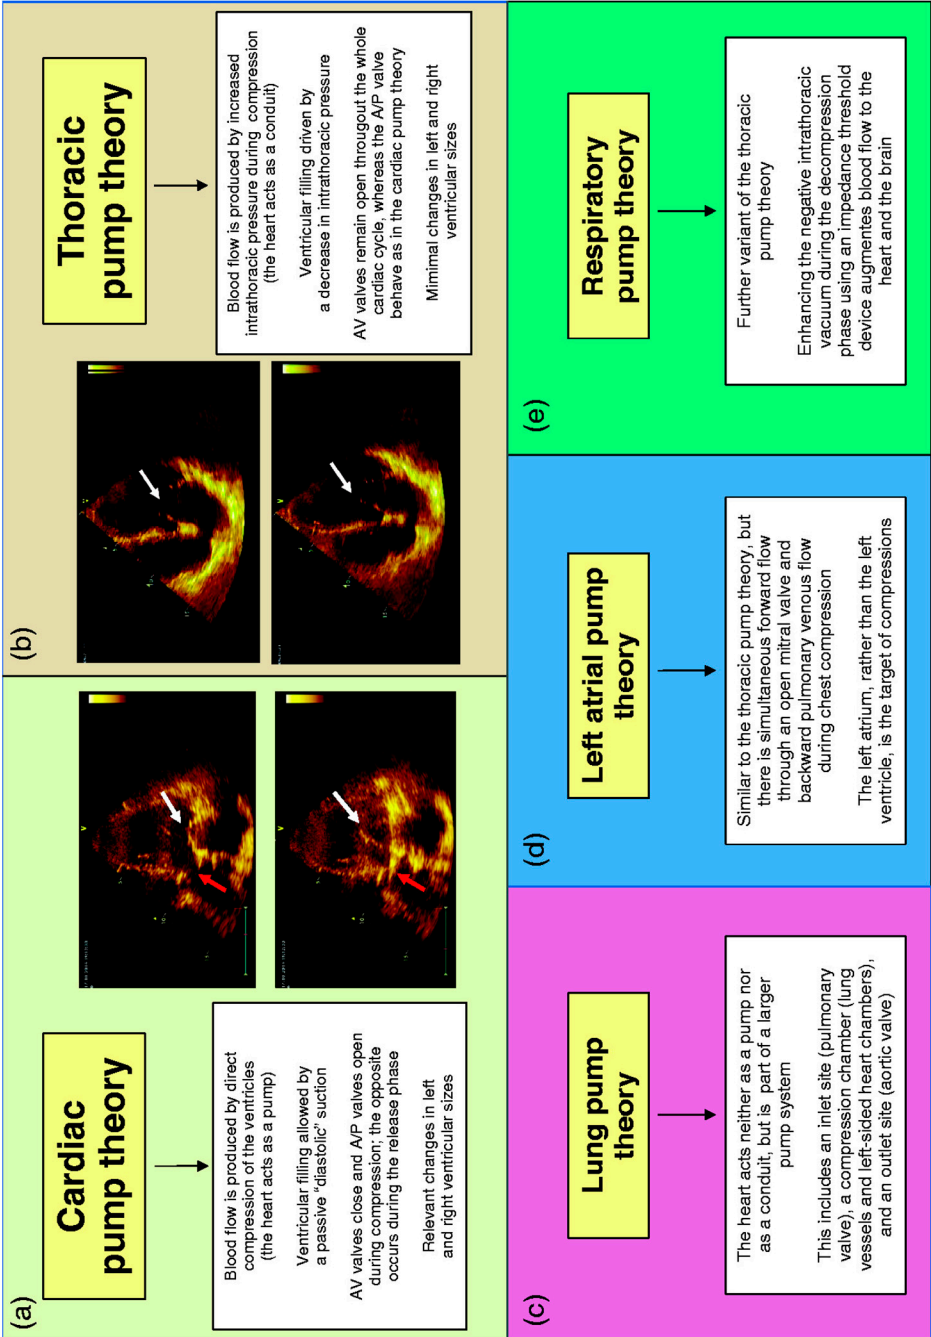 (a)
Cardiac
pump theory
Blood flow is produced by direct
compression of the ventricles
(the heart acts as a pump)
Ventricular filling allowed by
a passive “diastolic” suction
AV valves close and A/P valves open
during compression; the opposite
occurs during the release phase
Relevant changes in left
and right ventricular sizes
(b)
Thoracic
pump theory
Blood flow is produced by increased
intrathoracic pressure during compression
(the heart acts as a conduit)
Ventricular filling driven by
a decrease in intrathoracic pressure
AV valves remain open througout the whole
cardiac cycle, whereas the A/P valve
behave as in the cardiac pump theory
Mimimal changes in left and right
ventricular sizes
(c)
Lung pump
theory
The heart acts neither as a pump nor
as a conduit, but is part of a larger
pump system
This includes an inlet site (pulmonary
valve), a compression chamber (lung
vessels and left-sided heart chambers),
and an outlet site (aortic valve)
(d)
Left atrial pump
theory
Similar to the thoracic pump theory, but
there is simultaneous forward flow
through an open mitral valve and
backward pulmonary venous flow
during chest compression
The left atrium, rather than the left
ventricle, is the target of compressions
(e)
Respiratory
pump theory
Further variant of the thoracic
pump theory
Enhancing the negative intrathoracic
vacuum during the decompression
phase using an impedance threshold
device augmentes blood flow to the
heart and the brain